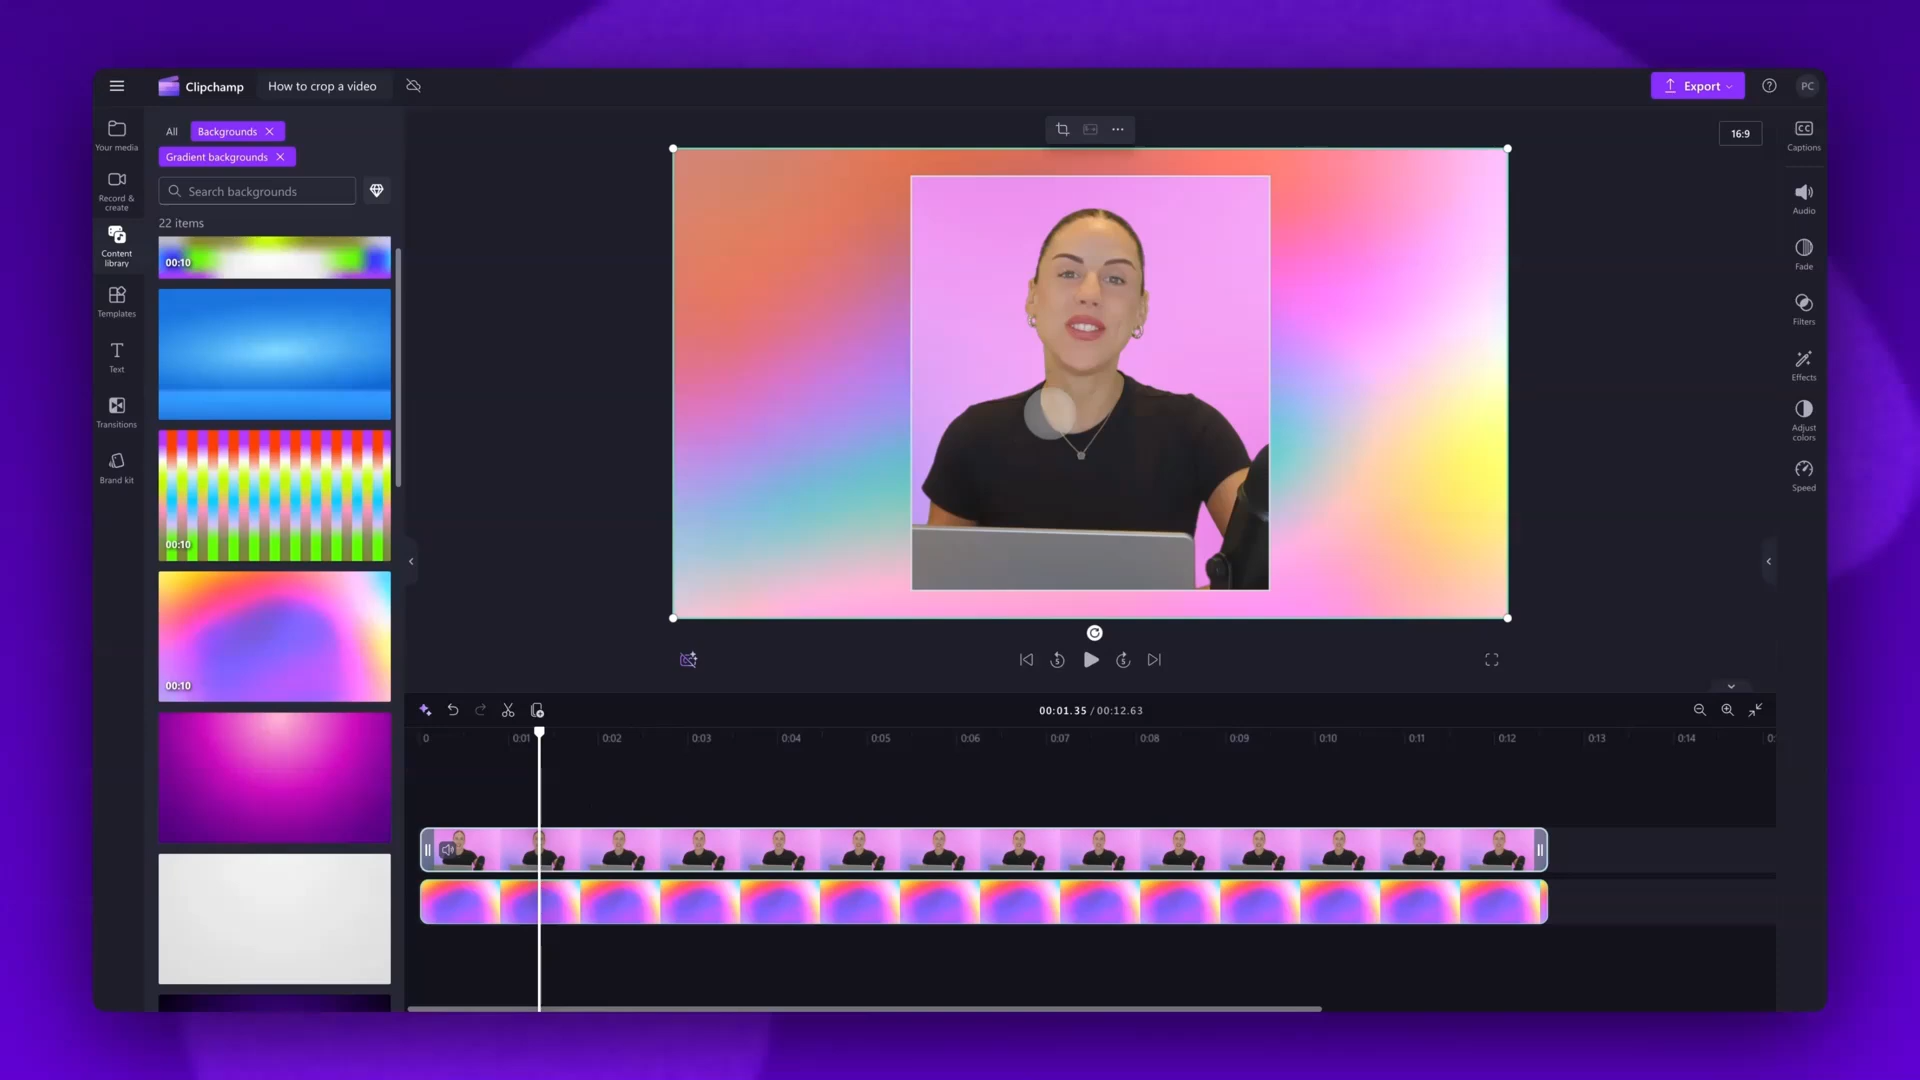 Clipchamp
How to crop a video
Export
PC
Your media
Record &
create
Content
library
Templates
Text
Transitions
Brand kit
All
Backgrounds
Gradient backgrounds
Search backgrounds
22 items
00:10
00:10
00:10
16:9
CC
Captions
Audio
Fade
Filters
Effects
Adjust
colors
Speed
5
5
00:01.35 / 00:12.63
0
0:01
0:02
0:03
0:04
0:05
0:06
0:07
0:08
0:09
0:10
0:11
0:12
0:13
0:14
0: